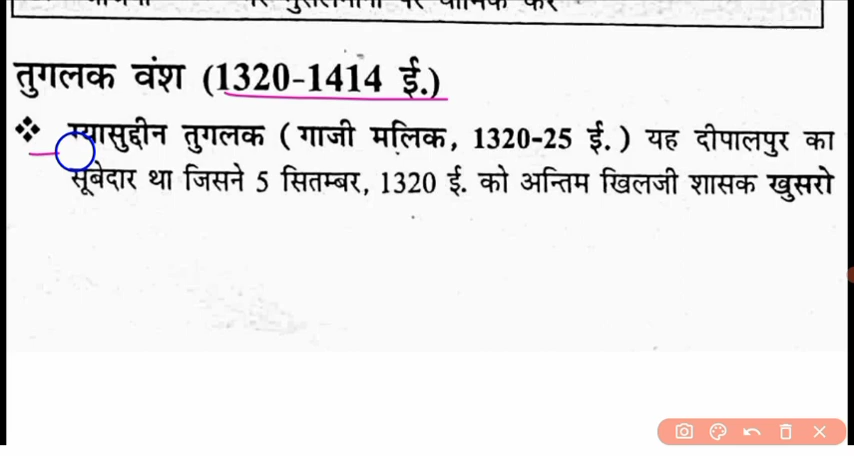 तुगलक वंश (1320-1414 ई.)
❖ ग्यासुद्दीन तुगलक ( गाजी मलिक, 1320-25 ई. ) यह दीपालपुर का
सूबेदार था जिसने 5 सितम्बर, 1320 ई. को अन्तिम खिलजी शासक खुसरो